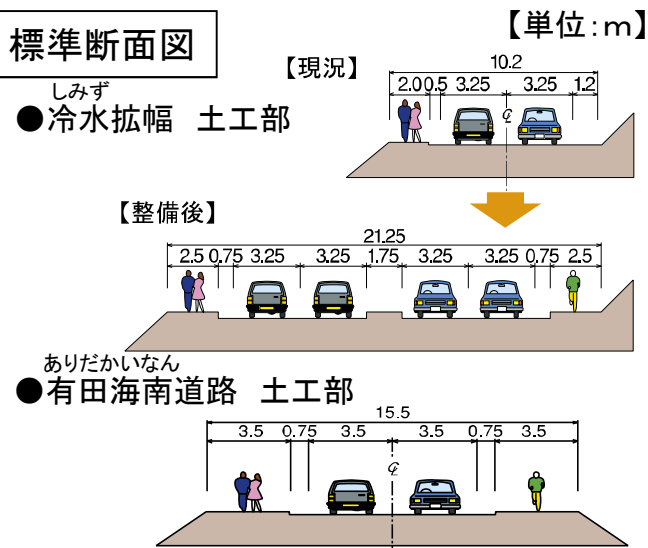 【単位:m】
標準断面図
【現況】
10.2
2.0 0.5 3.25 3.25 1.2
しみず
●冷水拡幅 土工部
℄
【整備後】
21.25
2.5 0.75 3.25 3.25 1.75 3.25 3.25 0.75 2.5
ありだかいなん
●有田海南道路 土工部
15.5
3.5 0.75 3.5 3.5 0.75 3.5
℄